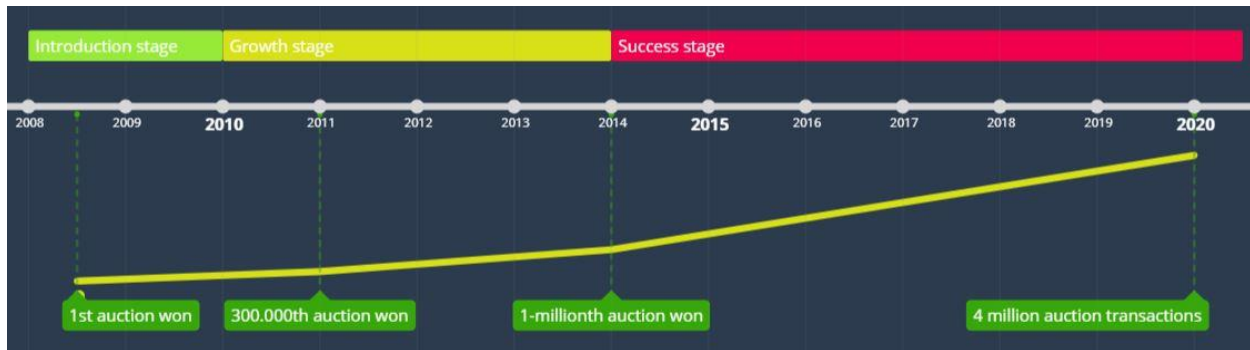 Introduction stage
Growth stage
Success stage
2008
2009
2010
2011
2012
2013
2014
2015
2016
2017
2018
2019
2020
1st auction won
300.000th auction won
1-millionth auction won
4 million auction transactions